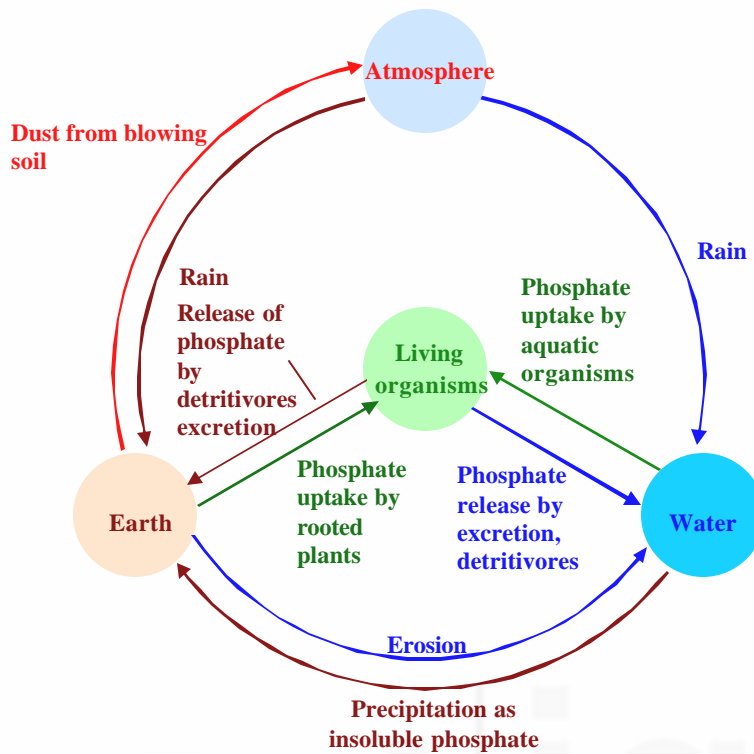 Atmosphere
Dust from blowing
soil
Rain
Rain
Release of
phosphate
by
detritivores
excretion
Phosphate
uptake by
aquatic
organisms
Living
organisms
Phosphate
uptake by
rooted
plants
Phosphate
release by
excretion,
detritivores
Earth
Water
Erosion
Precipitation as
insoluble phosphate